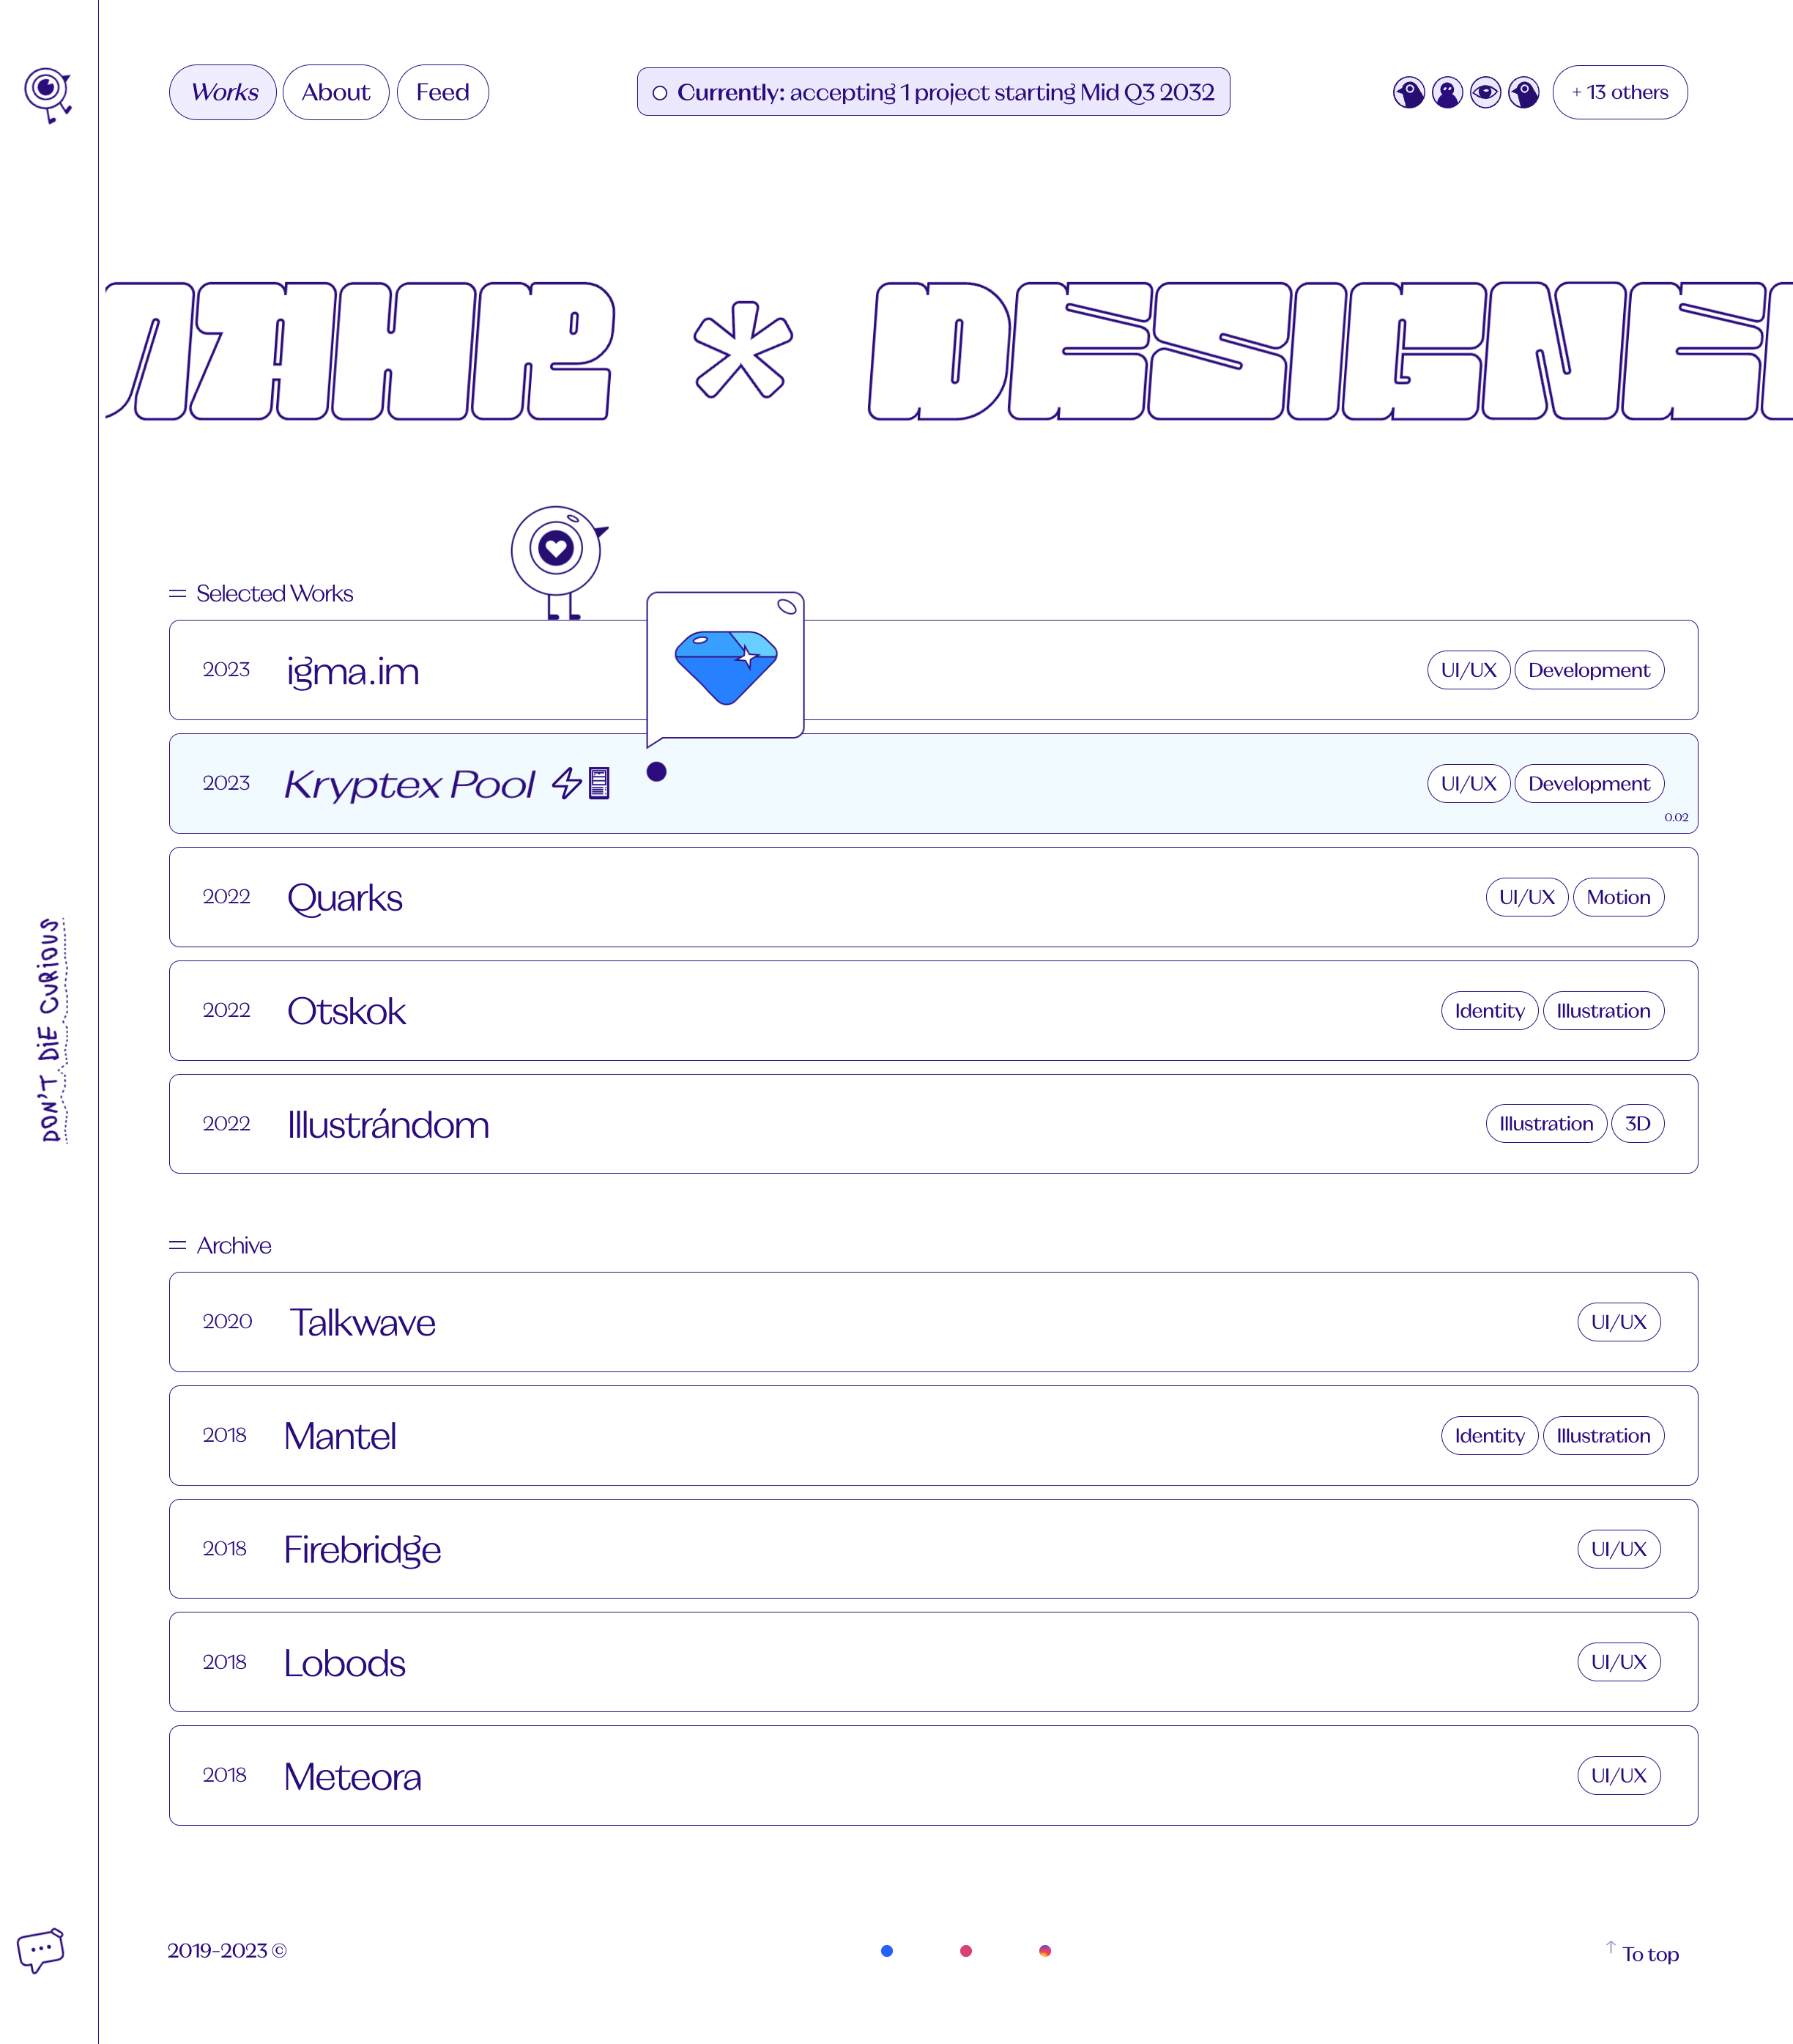 Works
About
Feed
Currently: accepting 1 project starting Mid Q3 2032
+ 13 others
* DESIGNE
Selected Works
2023 igma.im UI/UX Development
2023 Kryptex Pool UI/UX Development
0.02
2022 Quarks UI/UX Motion
2022 Otskok Identity Illustration
2022 Illustrándom Illustration 3D
DON'T DIE CURIOUS
Archive
2020 Talkwave UI/UX
2018 Mantel Identity Illustration
2018 Firebridge UI/UX
2018 Lobods UI/UX
2018 Meteora UI/UX
2019-2023 ©
↑ To top